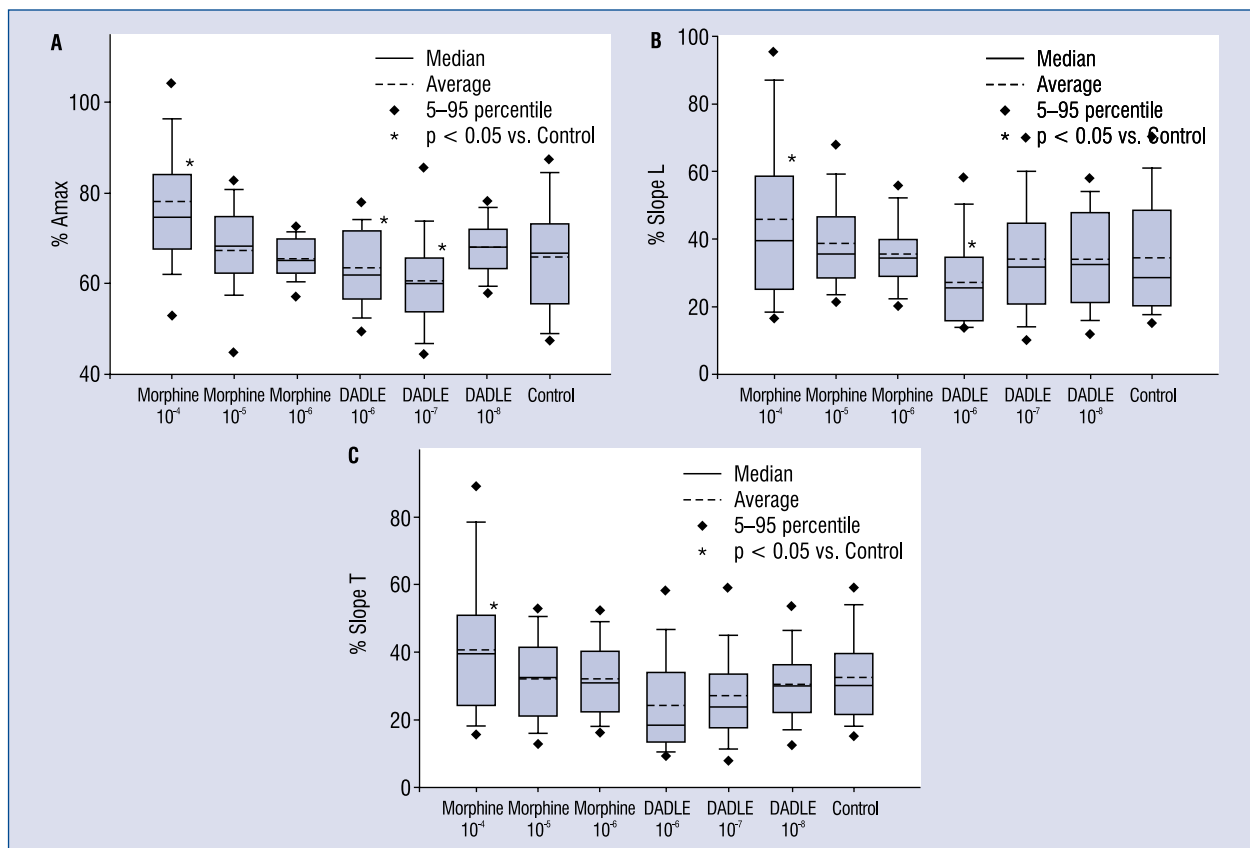 A
Median
Average
5–95 percentile
* p < 0.05 vs. Control
% Amax
100
80
60
40
*
*
*
Morphine Morphine Morphine DADLE DADLE DADLE Control
10⁻⁴ 10⁻⁵ 10⁻⁶ 10⁻⁶ 10⁻⁷ 10⁻⁸
B
Median
Average
5–95 percentile
* p < 0.05 vs. Control
% Slope L
100
80
60
40
20
0
*
*
Morphine Morphine Morphine DADLE DADLE DADLE Control
10⁻⁴ 10⁻⁵ 10⁻⁶ 10⁻⁶ 10⁻⁷ 10⁻⁸
C
Median
Average
5–95 percentile
* p < 0.05 vs. Control
% Slope T
80
60
40
20
0
*
Morphine Morphine Morphine DADLE DADLE DADLE Control
10⁻⁴ 10⁻⁵ 10⁻⁶ 10⁻⁶ 10⁻⁷ 10⁻⁸